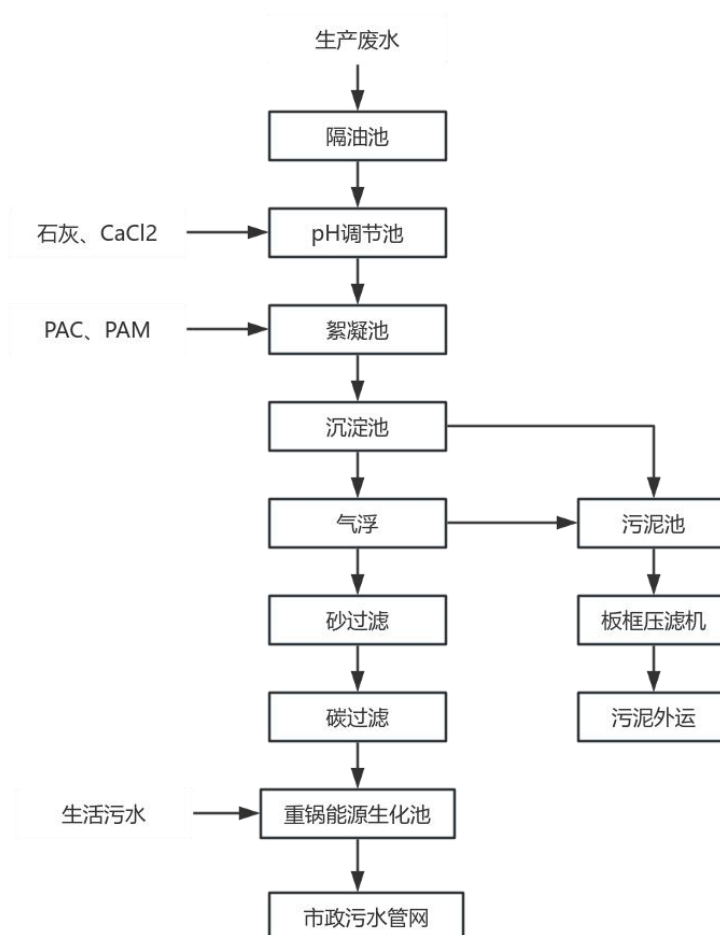 生产废水
隔油池
石灰、CaCl2
pH调节池
PAC、PAM
絮凝池
沉淀池
气浮
污泥池
砂过滤
板框压滤机
碳过滤
污泥外运
生活污水
重锅能源生化池
市政污水管网